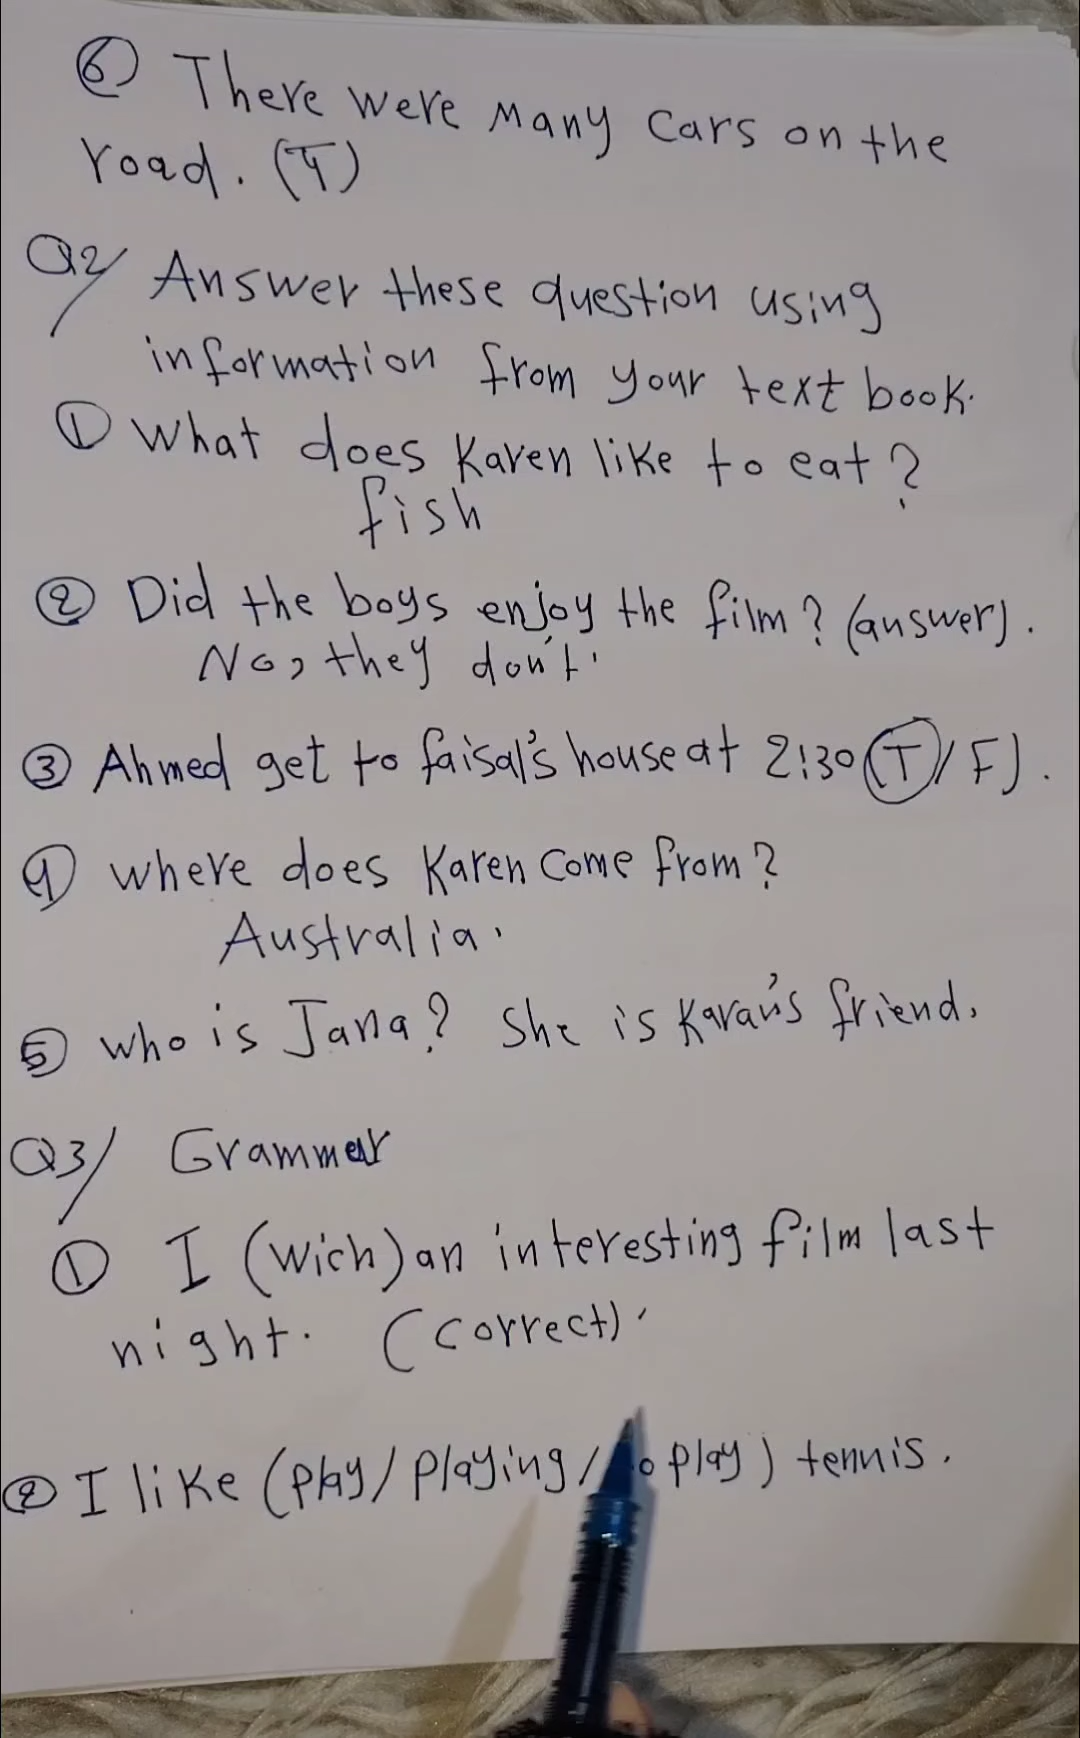 6 There were Many Cars on the
road. (T)
Q2/ Answer these question using
information from your text book.
1 What does Karen like to eat?
fish
2 Did the boys enjoy the film? (answer).
No, they don't.
3 Ahmed get to faisal's house at 2:30 (T/F).
4 where does Karen Come from?
Australia.
5 who is Jana? She is Karan's friend.
Q3/ Grammar
1 I (wich) an interesting film last
night. (Correct).
2 I like (play/playing/ play) tennis.